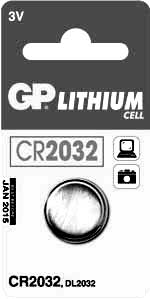 3V
GP LITHIUM
CELL
CR2032
JAN 2015
CR2032, DL2032